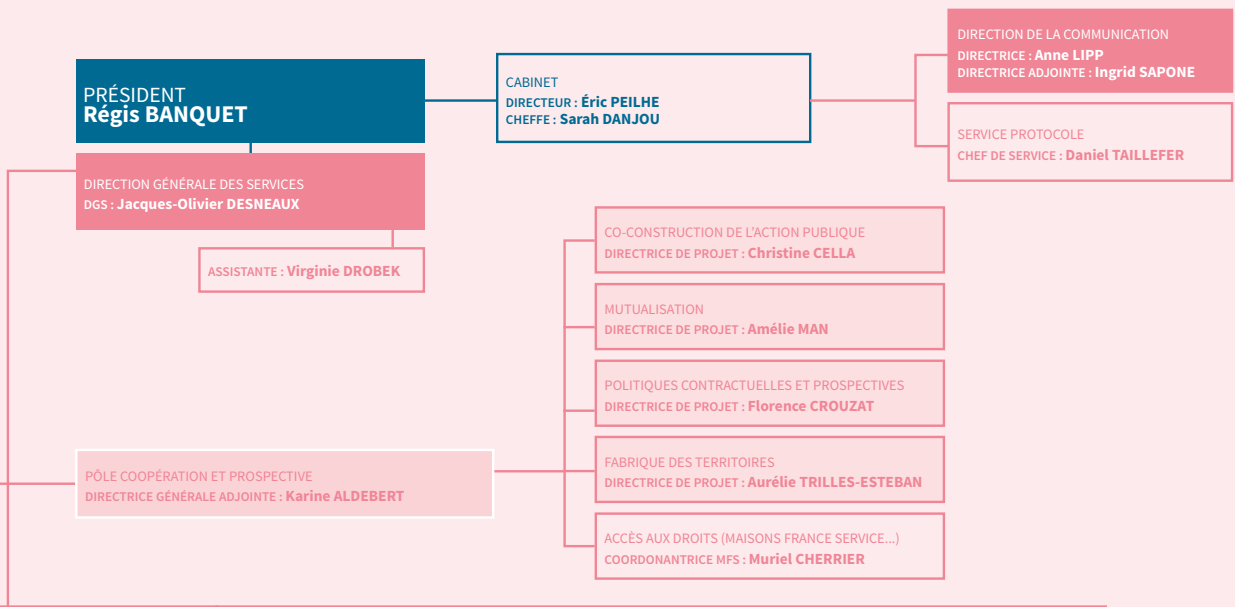 PRÉSIDENT
Régis BANQUET
CABINET
DIRECTEUR : Éric PEILHE
CHEFFE : Sarah DANJOU
DIRECTION DE LA COMMUNICATION
DIRECTRICE : Anne LIPP
DIRECTRICE ADJOINTE : Ingrid SAPONE
SERVICE PROTOCOLE
CHEF DE SERVICE : Daniel TAILLEFER
DIRECTION GÉNÉRALE DES SERVICES
DGS : Jacques-Olivier DESNEAUX
ASSISTANTE : Virginie DROBEK
PÔLE COOPÉRATION ET PROSPECTIVE
DIRECTRICE GÉNÉRALE ADJOINTE : Karine ALDEBERT
CO-CONSTRUCTION DE L'ACTION PUBLIQUE
DIRECTRICE DE PROJET : Christine CELLA
MUTUALISATION
DIRECTRICE DE PROJET : Amélie MAN
POLITIQUES CONTRACTUELLES ET PROSPECTIVES
DIRECTRICE DE PROJET : Florence CROUZAT
FABRIQUE DES TERRITOIRES
DIRECTRICE DE PROJET : Aurélie TRILLES-ESTEBAN
ACCÈS AUX DROITS (MAISONS FRANCE SERVICE...)
COORDONANTRICE MFS : Muriel CHERRIER